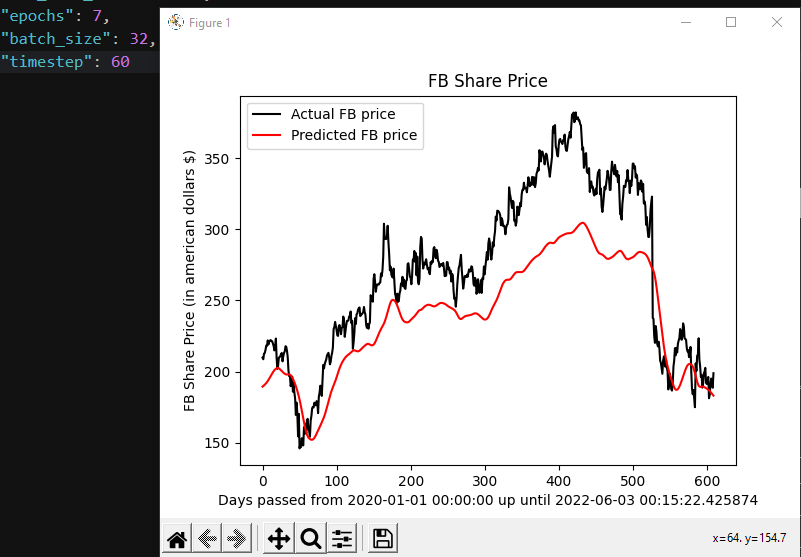 "epochs": 7,
"batch_size": 32,
"timestep": 60
Figure 1
FB Share Price
Actual FB price
Predicted FB price
FB Share Price (in american dollars $)
350
300
250
200
150
0 100 200 300 400 500 600
Days passed from 2020-01-01 00:00:00 up until 2022-06-03 00:15:22.425874
x=64. y=154.7